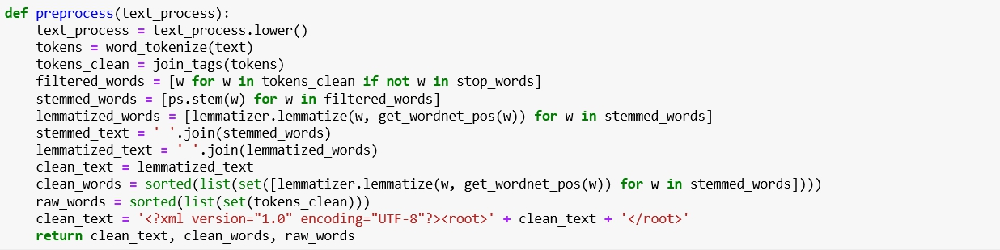 def preprocess(text_process):
    text_process = text_process.lower()
    tokens = word_tokenize(text)
    tokens_clean = join_tags(tokens)
    filtered_words = [w for w in tokens_clean if not w in stop_words]
    stemmed_words = [ps.stem(w) for w in filtered_words]
    lemmatized_words = [lemmatizer.lemmatize(w, get_wordnet_pos(w)) for w in stemmed_words]
    stemmed_text = ' '.join(stemmed_words)
    lemmatized_text = ' '.join(lemmatized_words)
    clean_text = lemmatized_text
    clean_words = sorted(list(set([lemmatizer.lemmatize(w, get_wordnet_pos(w)) for w in stemmed_words])))
    raw_words = sorted(list(set(tokens_clean)))
    clean_text = '<?xml version="1.0" encoding="UTF-8"?><root>' + clean_text + '</root>'
    return clean_text, clean_words, raw_words